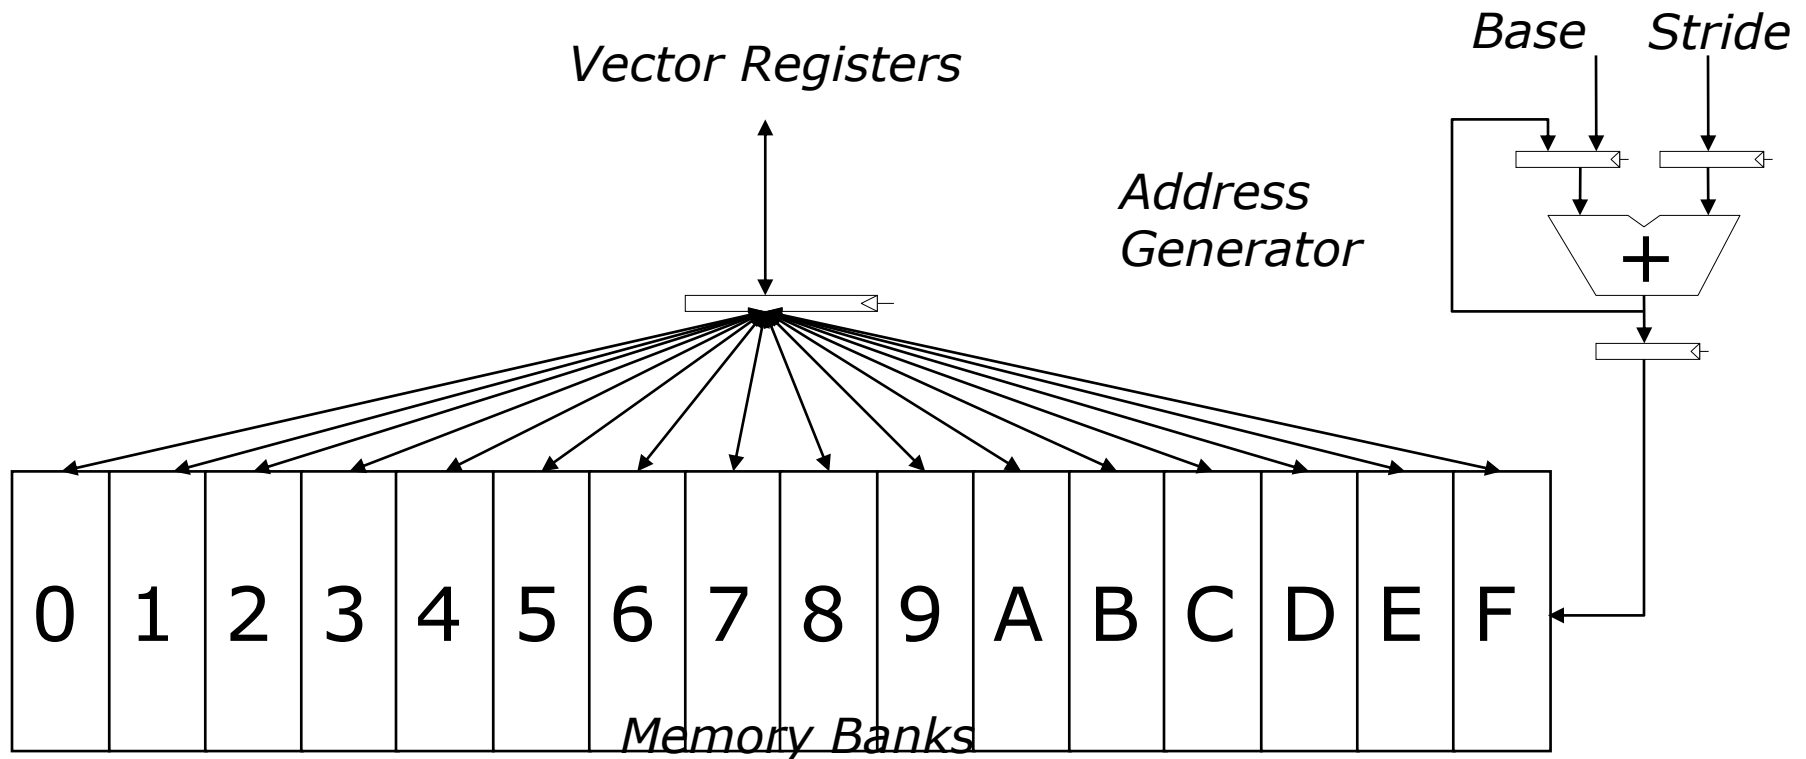 Base Stride
Vector Registers
Address
Generator
+
0 1 2 3 4 5 6 7 8 9 A B C D E F
Memory Banks